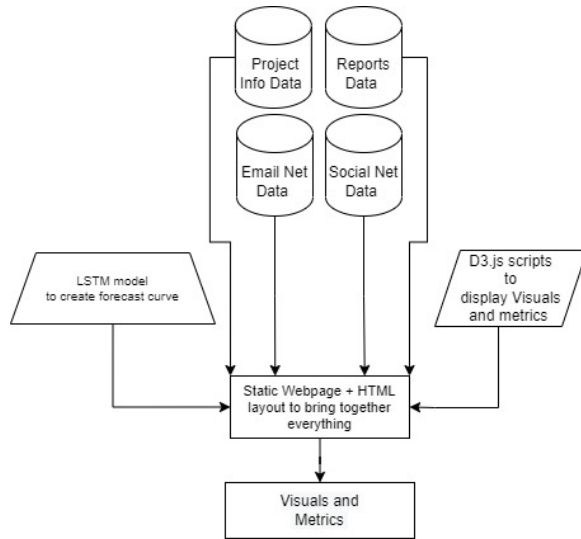 Project
Info Data
Reports
Data
Email Net
Data
Social Net
Data
LSTM model
to create forecast curve
D3.js scripts
to
display Visuals
and metrics
Static Webpage + HTML
layout to bring together
everything
Visuals and
Metrics